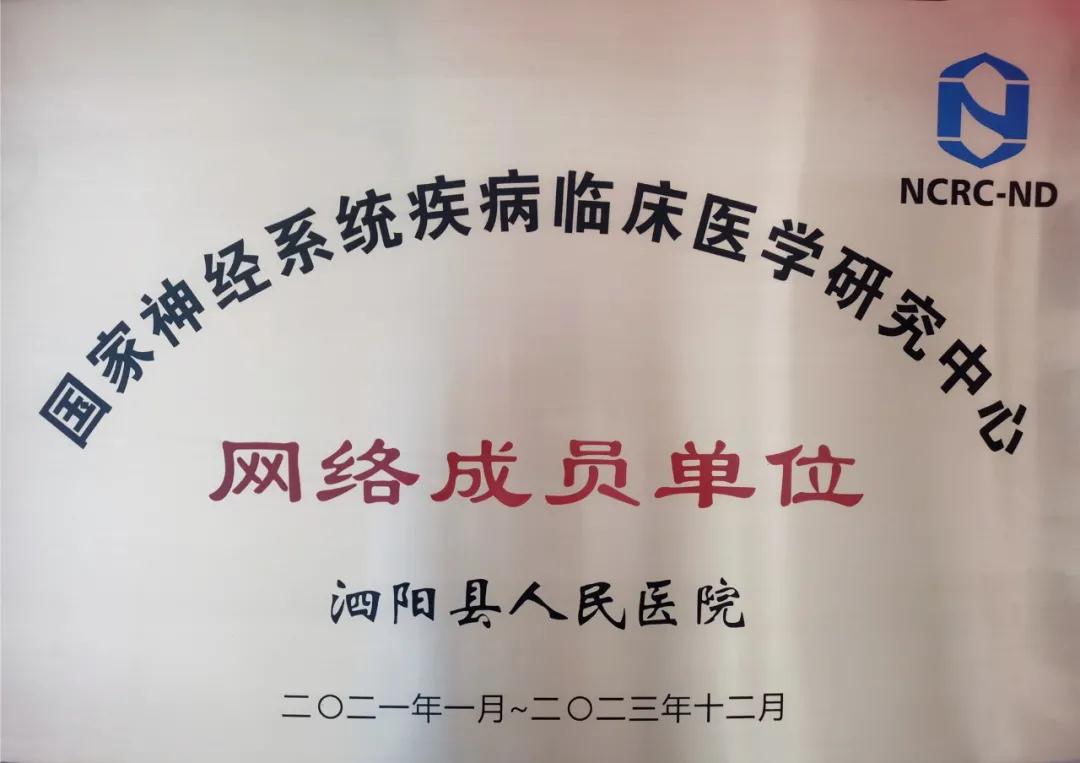 NCRC-ND
国家神经系统疾病临床医学研究中心
网络成员单位
泗阳县人民医院
二〇二一年一月~二〇二三年十二月